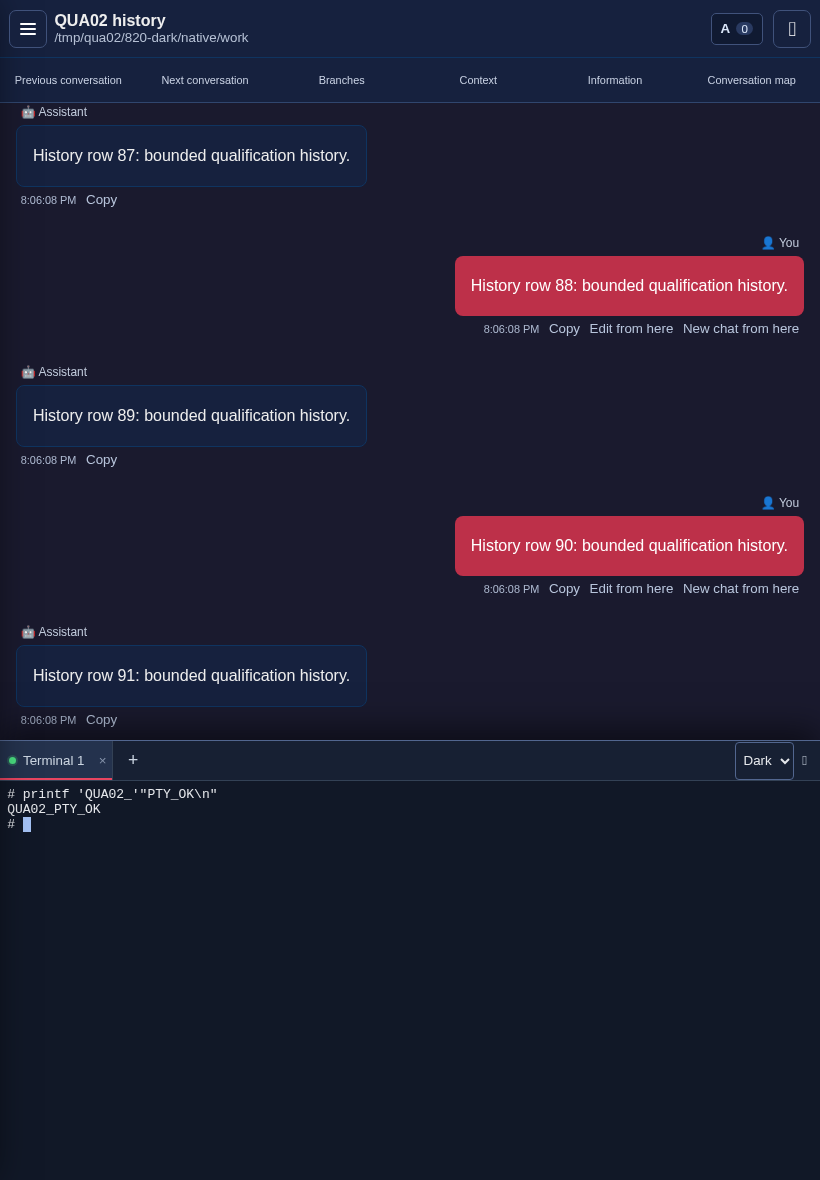 QUA02 history
/tmp/qua02/820-dark/native/work
A 0
Previous conversation Next conversation Branches Context Information Conversation map
Assistant
History row 87: bounded qualification history.
8:06:08 PM Copy
You
History row 88: bounded qualification history.
8:06:08 PM Copy Edit from here New chat from here
Assistant
History row 89: bounded qualification history.
8:06:08 PM Copy
You
History row 90: bounded qualification history.
8:06:08 PM Copy Edit from here New chat from here
Assistant
History row 91: bounded qualification history.
8:06:08 PM Copy
Terminal 1 × + Dark
# printf 'QUA02_'"PTY_OK\n"
QUA02_PTY_OK
#